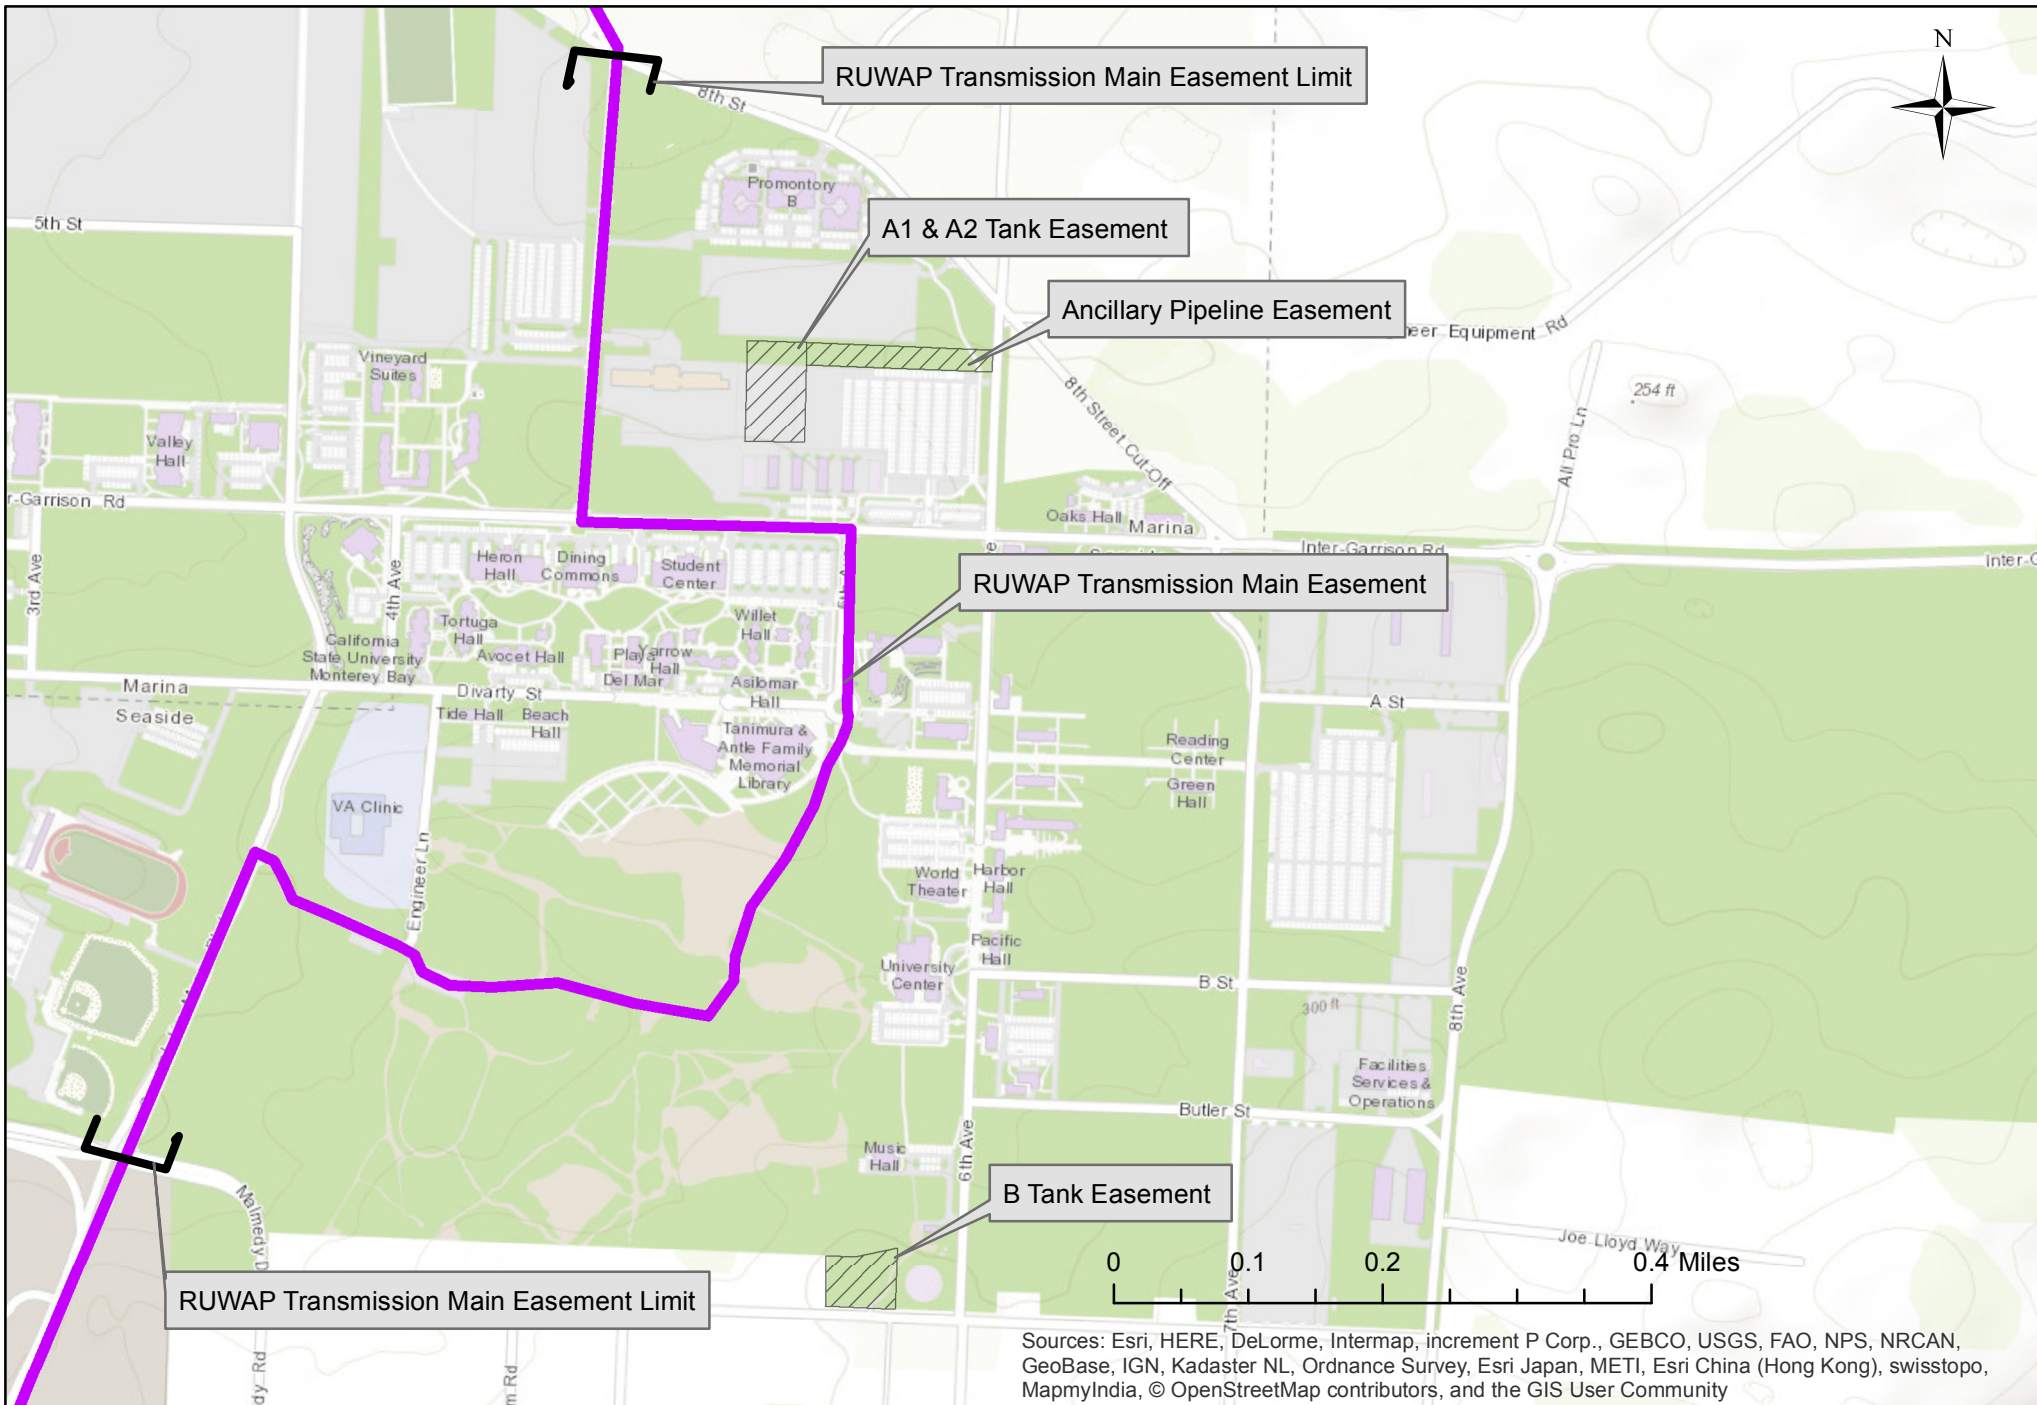 N
RUWAP Transmission Main Easement Limit
8th St
Promontory
B
5th St
A1 & A2 Tank Easement
Ancillary Pipeline Easement
neer Equipment Rd
Vineyard
Suites
8th Street Cut-Off
254 ft
All Pro Ln
Valley
Hall
r-Garrison Rd
Oaks Hall
Marina
Inter-Garrison Rd
3rd Ave
4th Ave
Heron
Hall
Dining
Commons
Student
Center
RUWAP Transmission Main Easement
Tortuga
Hall
Willet
Hall
California
State University
Monterey Bay
Avocet Hall
Playa
Del Mar
Yarrow
Hall
Asilomar
Hall
Marina
Seaside
Divarty St
A St
Tide Hall
Beach
Hall
Tanimura &
Antle Family
Memorial
Library
Reading
Center
Green
Hall
VA Clinic
Engineer Ln
World
Theater
Harbor
Hall
Pacific
Hall
University
Center
B St
300 ft
8th Ave
Facilities
Services &
Operations
Butler St
Music
Hall
6th Ave
B Tank Easement
Malmedy D
Joe Lloyd Way
0 0.1 0.2 0.4 Miles
7th Ave
RUWAP Transmission Main Easement Limit
dy Rd
m Rd
Sources: Esri, HERE, DeLorme, Intermap, increment P Corp., GEBCO, USGS, FAO, NPS, NRCAN,
GeoBase, IGN, Kadaster NL, Ordnance Survey, Esri Japan, METI, Esri China (Hong Kong), swisstopo,
MapmyIndia, © OpenStreetMap contributors, and the GIS User Community